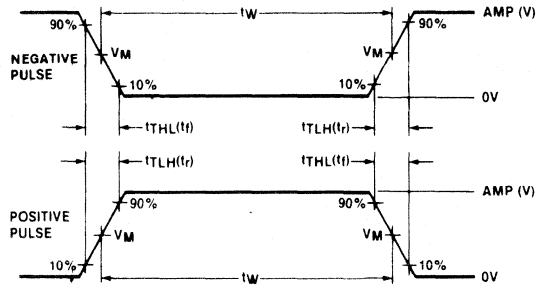 tW
90%
90%
AMP (V)
NEGATIVE
PULSE
VM
VM
10%
10%
0V
tTHL(tf)
tTLH(tr)
tTLH(tr)
tTHL(tf)
AMP (V)
90%
90%
POSITIVE
PULSE
VM
VM
10%
10%
tW
0V